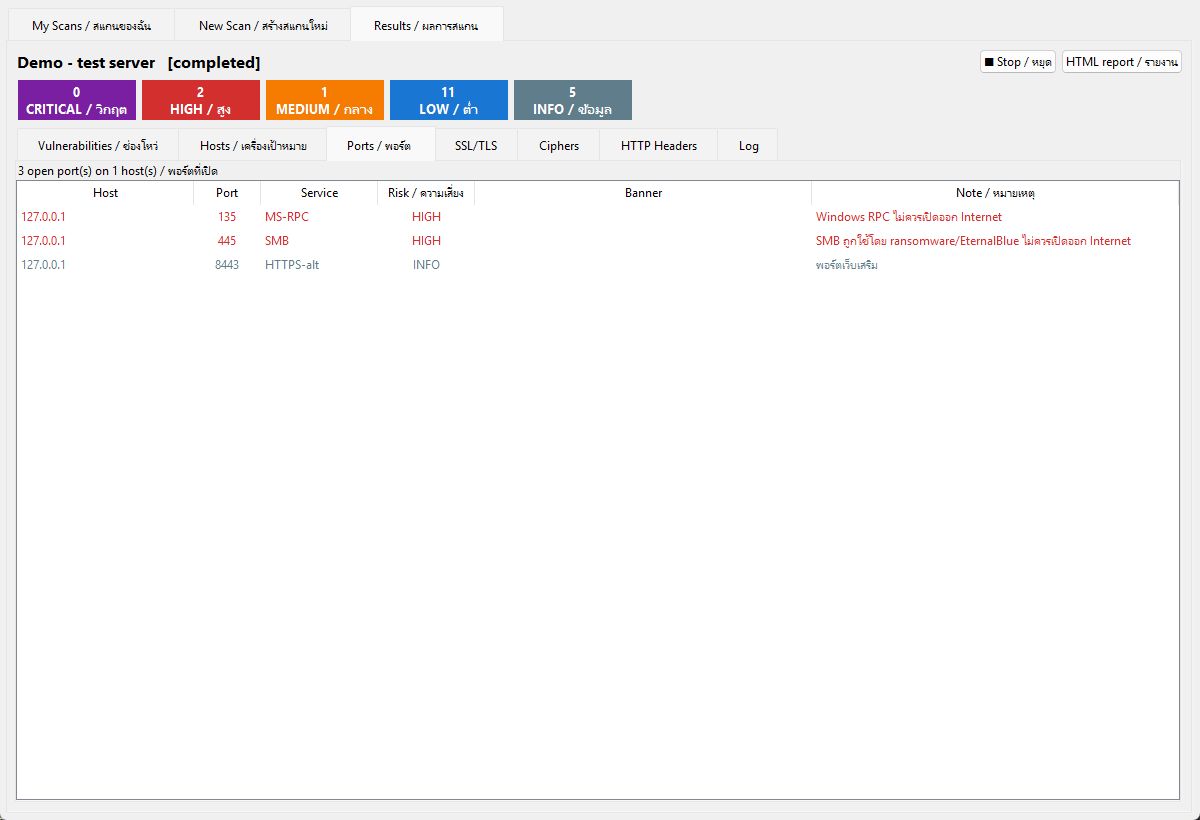 My Scans / สแกนของฉัน New Scan / สร้างสแกนใหม่ Results / ผลการสแกน
Demo - test server [completed] ■ Stop / หยุด HTML report / รายงาน
0 2 1 11 5
CRITICAL / วิกฤต HIGH / สูง MEDIUM / กลาง LOW / ต่ำ INFO / ข้อมูล
Vulnerabilities / ช่องโหว่ Hosts / เครื่องเป้าหมาย Ports / พอร์ต SSL/TLS Ciphers HTTP Headers Log
3 open port(s) on 1 host(s) / พอร์ตที่เปิด
Host Port Service Risk / ความเสี่ยง Banner Note / หมายเหตุ
127.0.0.1 135 MS-RPC HIGH Windows RPC ไม่ควรเปิดออก Internet
127.0.0.1 445 SMB HIGH SMB ถูกใช้โดย ransomware/EternalBlue ไม่ควรเปิดออก Internet
127.0.0.1 8443 HTTPS-alt INFO พอร์ตเว็บเสริม